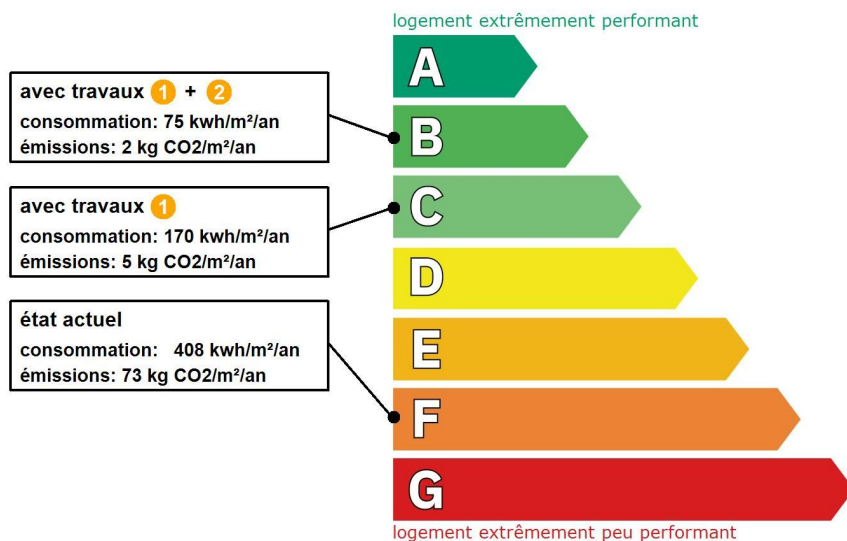 logement extrêmement performant
A
avec travaux 1 + 2
consommation: 75 kwh/m²/an
émissions: 2 kg CO2/m²/an
B
avec travaux 1
consommation: 170 kwh/m²/an
émissions: 5 kg CO2/m²/an
C
D
état actuel
consommation: 408 kwh/m²/an
émissions: 73 kg CO2/m²/an
E
F
G
logement extrêmement peu performant